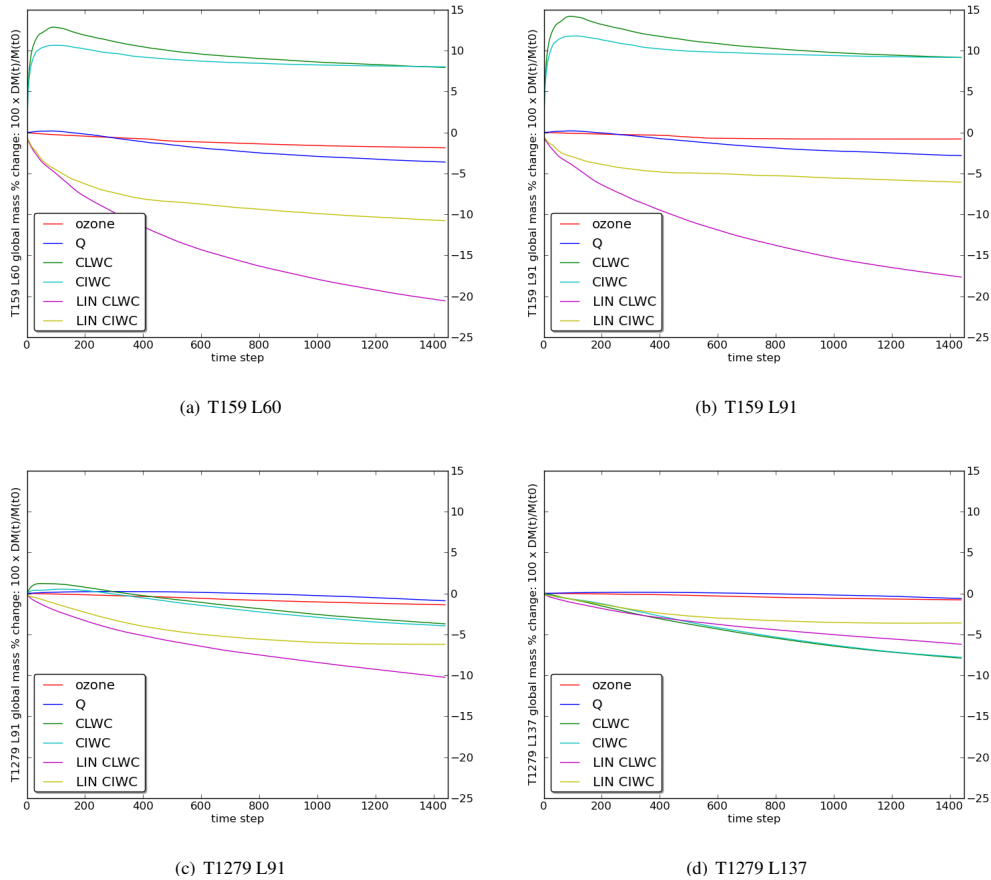 T159 L60 global mass % change: 100 x DM(t)/M(t0)
15
10
5
0
−5
−10
−15
−20
−25
ozone
Q
CLWC
CIWC
LIN CLWC
LIN CIWC
0 200 400 600 800 1000 1200 1400
time step
(a) T159 L60
T159 L91 global mass % change: 100 x DM(t)/M(t0)
15
10
5
0
−5
−10
−15
−20
−25
ozone
Q
CLWC
CIWC
LIN CLWC
LIN CIWC
0 200 400 600 800 1000 1200 1400
time step
(b) T159 L91
T1279 L91 global mass % change: 100 x DM(t)/M(t0)
15
10
5
0
−5
−10
−15
−20
−25
ozone
Q
CLWC
CIWC
LIN CLWC
LIN CIWC
0 200 400 600 800 1000 1200 1400
time step
(c) T1279 L91
T1279 L137 global mass % change: 100 x DM(t)/M(t0)
15
10
5
0
−5
−10
−15
−20
−25
ozone
Q
CLWC
CIWC
LIN CLWC
LIN CIWC
0 200 400 600 800 1000 1200 1400
time step
(d) T1279 L137